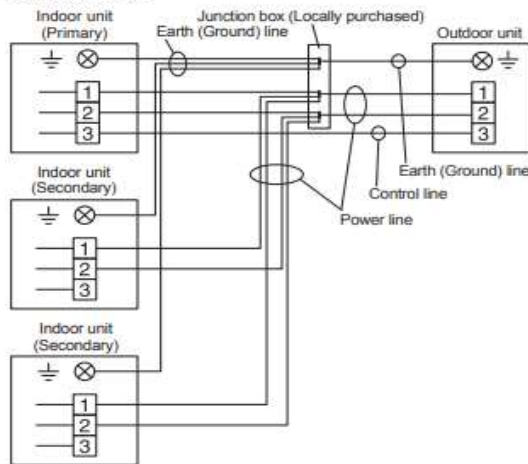 Indoor unit
(Primary)
Junction box (Locally purchased)
Earth (Ground) line
Outdoor unit
1
2
3
1
2
3
Earth (Ground) line
Control line
Power line
Indoor unit
(Secondary)
1
2
3
Indoor unit
(Secondary)
1
2
3